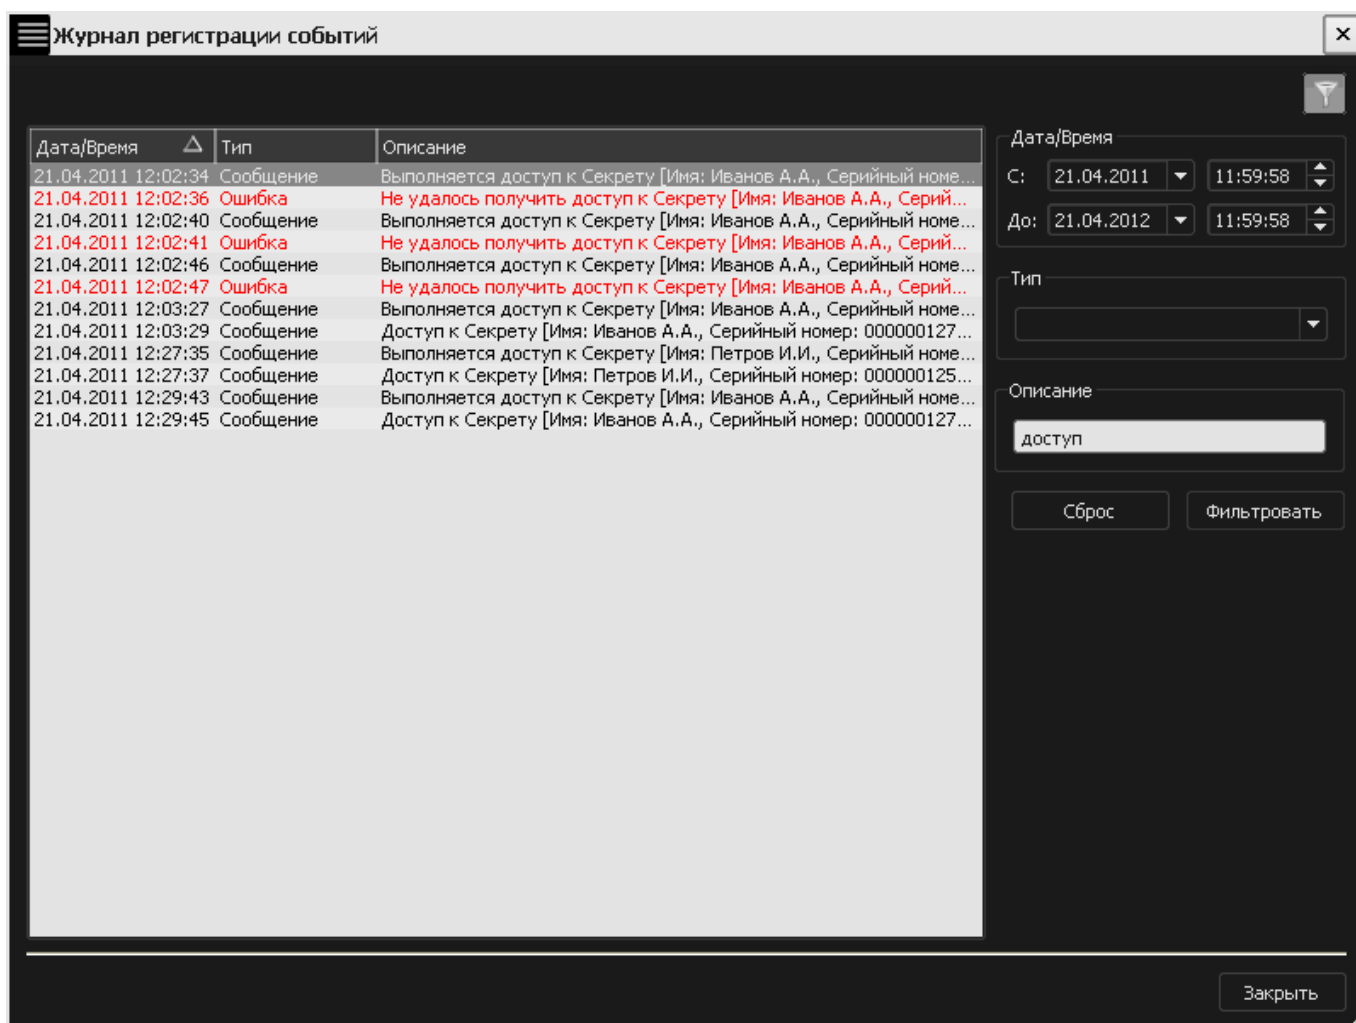 Журнал регистрации событий
Дата/Время Тип Описание
21.04.2011 12:02:34 Сообщение Выполняется доступ к Секрету [Имя: Иванов А.А., Серийный номе...
21.04.2011 12:02:36 Ошибка Не удалось получить доступ к Секрету [Имя: Иванов А.А., Серий...
21.04.2011 12:02:40 Сообщение Выполняется доступ к Секрету [Имя: Иванов А.А., Серийный номе...
21.04.2011 12:02:41 Ошибка Не удалось получить доступ к Секрету [Имя: Иванов А.А., Серий...
21.04.2011 12:02:46 Сообщение Выполняется доступ к Секрету [Имя: Иванов А.А., Серийный номе...
21.04.2011 12:02:47 Ошибка Не удалось получить доступ к Секрету [Имя: Иванов А.А., Серий...
21.04.2011 12:03:27 Сообщение Выполняется доступ к Секрету [Имя: Иванов А.А., Серийный номе...
21.04.2011 12:03:29 Сообщение Доступ к Секрету [Имя: Иванов А.А., Серийный номер: 000000127...
21.04.2011 12:27:35 Сообщение Выполняется доступ к Секрету [Имя: Петров И.И., Серийный номе...
21.04.2011 12:27:37 Сообщение Доступ к Секрету [Имя: Петров И.И., Серийный номер: 000000125...
21.04.2011 12:29:43 Сообщение Выполняется доступ к Секрету [Имя: Иванов А.А., Серийный номе...
21.04.2011 12:29:45 Сообщение Доступ к Секрету [Имя: Иванов А.А., Серийный номер: 000000127...
Дата/Время
С: 21.04.2011 11:59:58
До: 21.04.2012 11:59:58
Тип
Описание
доступ
Сброс Фильтровать
Закрыть